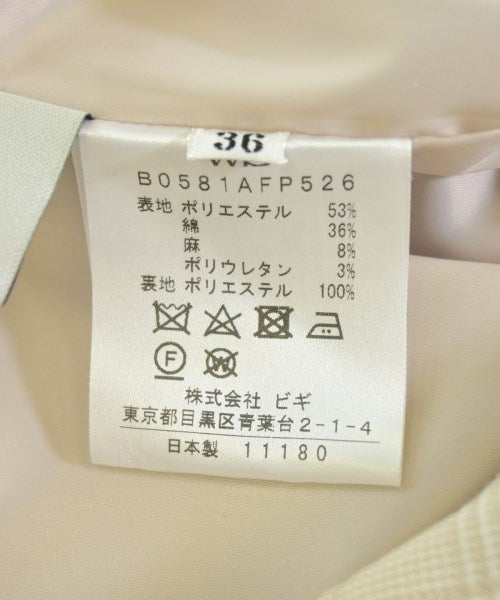 36
B0581AFP526
表地 ポリエステル 53%
綿 36%
麻 8%
ポリウレタン 3%
裏地 ポリエステル 100%
F
W
株式会社 ビギ
東京都目黒区青葉台2-1-4
日本製 11180